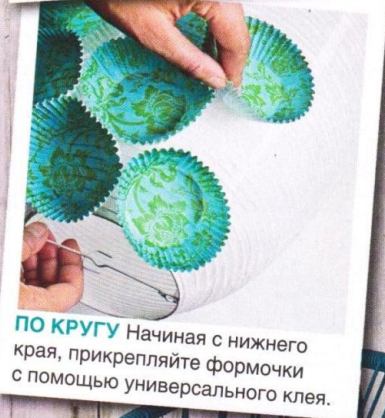 ПО КРУГУ Начиная с нижнего
края, прикрепляйте формочки
с помощью универсального клея.